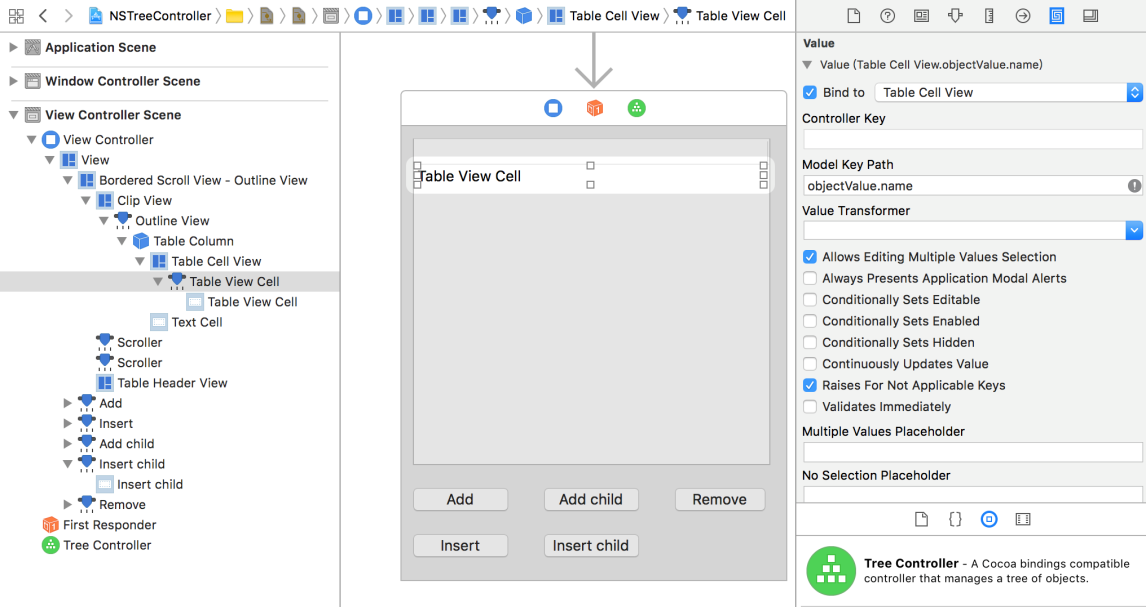 NSTreeController
Table Cell View
Table View Cell
Application Scene
Window Controller Scene
View Controller Scene
View Controller
View
Bordered Scroll View - Outline View
Clip View
Outline View
Table Column
Table Cell View
Table View Cell
Table View Cell
Text Cell
Scroller
Scroller
Table Header View
Add
Insert
Add child
Insert child
Insert child
Remove
First Responder
Tree Controller
Table View Cell
Add
Add child
Remove
Insert
Insert child
Value
Value (Table Cell View.objectValue.name)
Bind to
Table Cell View
Controller Key
Model Key Path
objectValue.name
Value Transformer
Allows Editing Multiple Values Selection
Always Presents Application Modal Alerts
Conditionally Sets Editable
Conditionally Sets Enabled
Conditionally Sets Hidden
Continuously Updates Value
Raises For Not Applicable Keys
Validates Immediately
Multiple Values Placeholder
No Selection Placeholder
Tree Controller - A Cocoa bindings compatible
controller that manages a tree of objects.